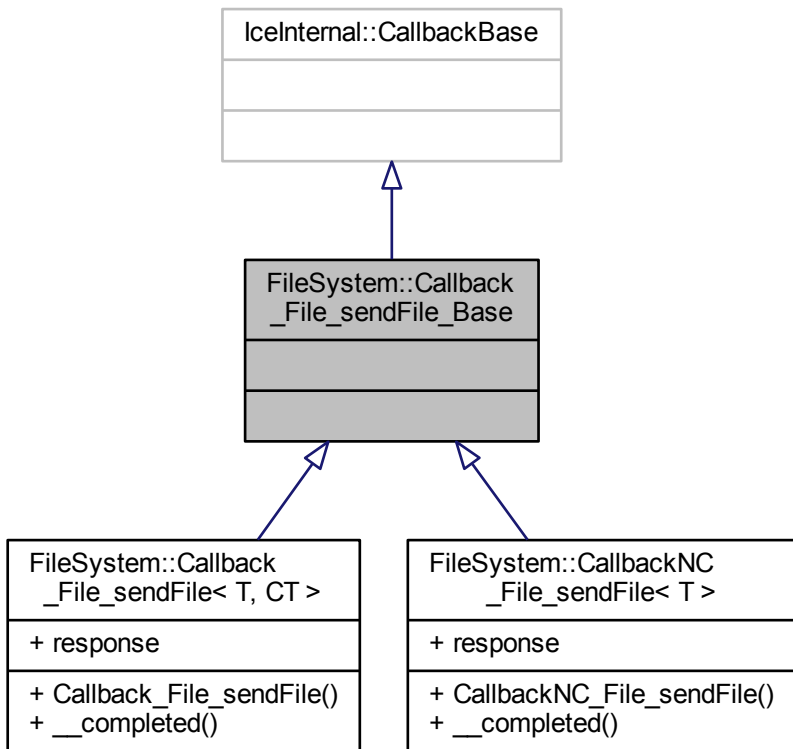 IceInternal::CallbackBase
FileSystem::Callback
_File_sendFile_Base
FileSystem::Callback
_File_sendFile< T, CT >
+ response
+ Callback_File_sendFile()
+ __completed()
FileSystem::CallbackNC
_File_sendFile< T >
+ response
+ CallbackNC_File_sendFile()
+ __completed()